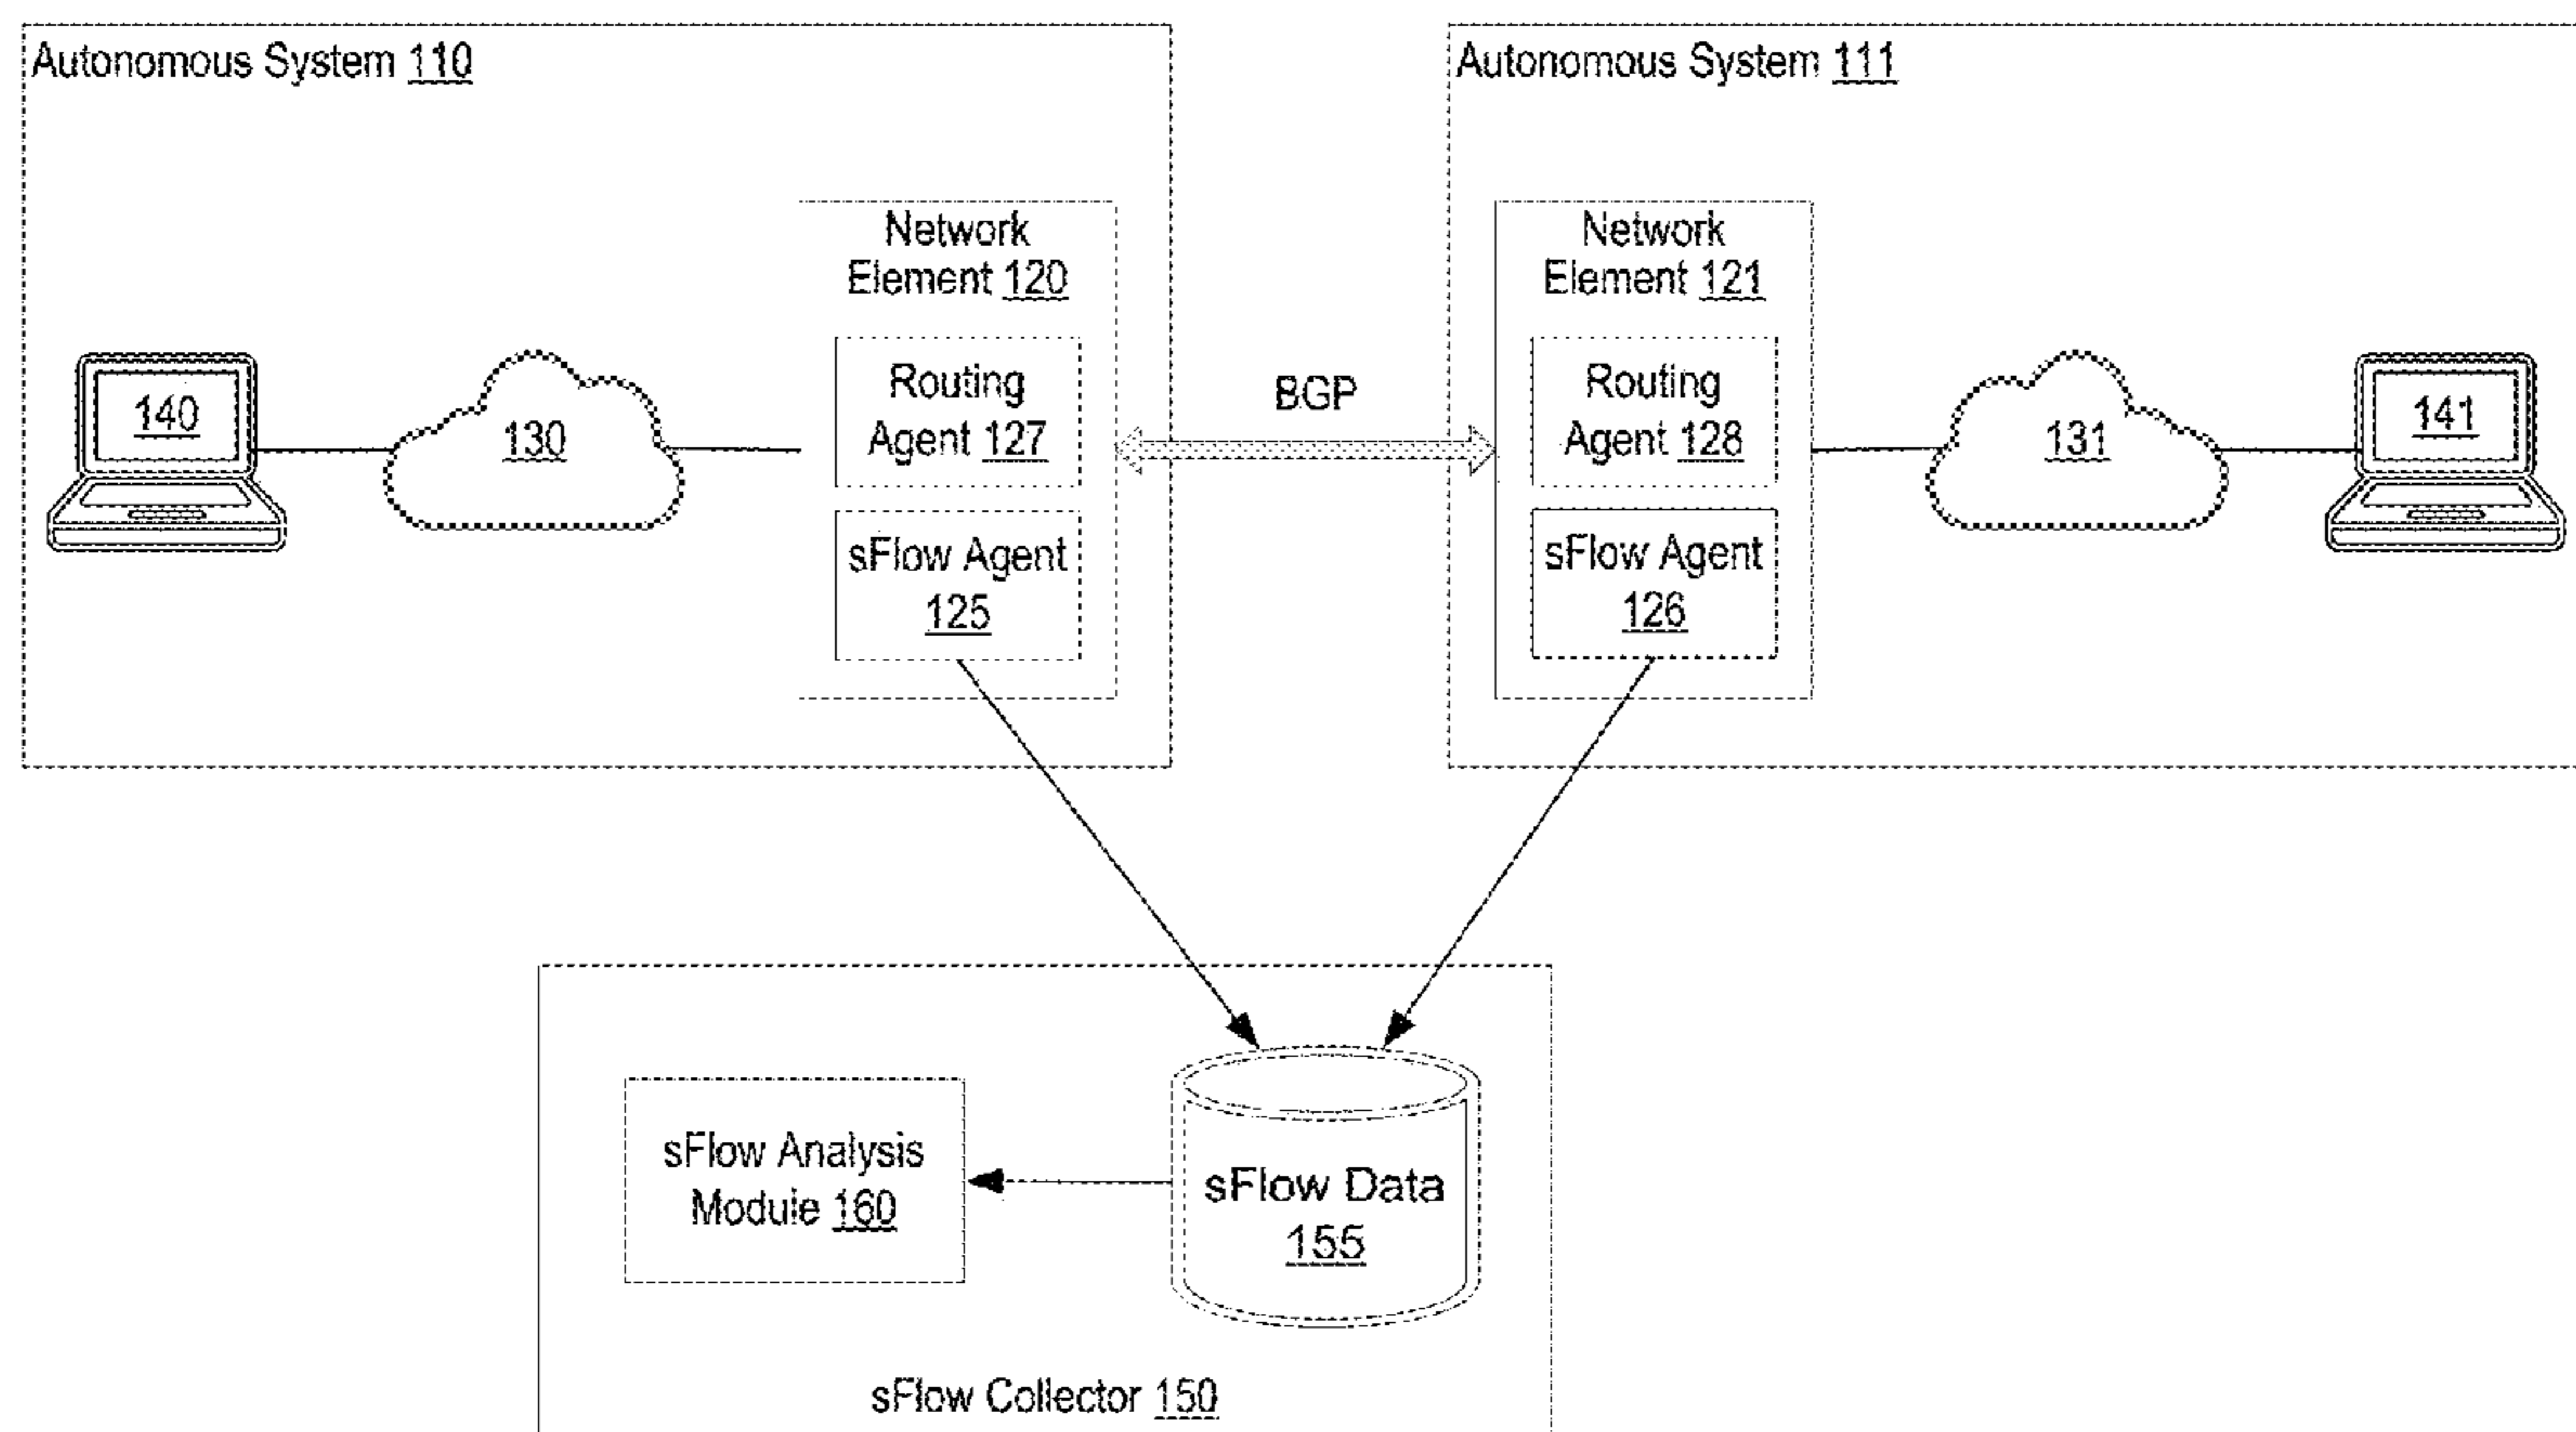 Autonomous System 110
Autonomous System 111
Network
Element 120
Network
Element 121
Routing
Agent 127
BGP
Routing
Agent 128
140
130
131
141
sFlow Agent
125
sFlow Agent
126
sFlow Analysis
Module 160
sFlow Data
155
sFlow Collector 150